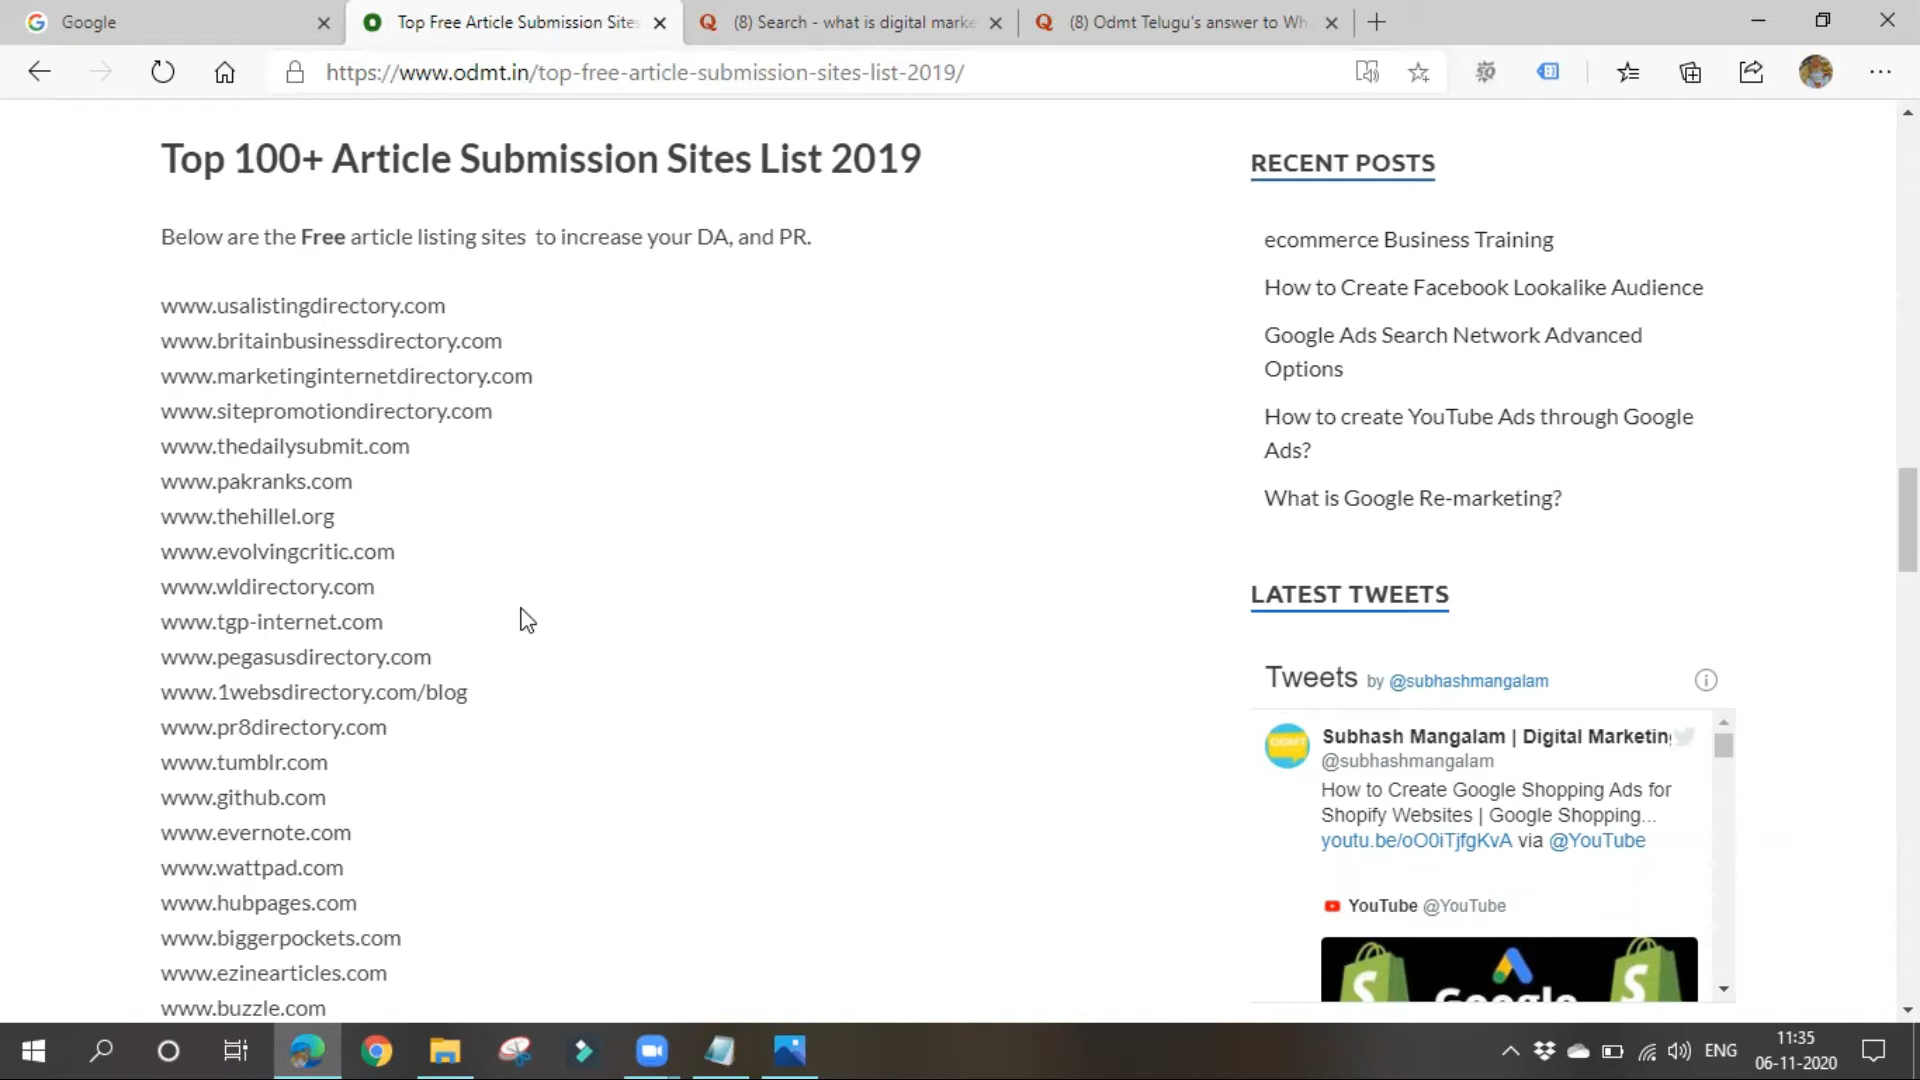 Google
Top Free Article Submission Sites
(8) Search - what is digital marke
(8) Odmt Telugu's answer to Wh
https://www.odmt.in/top-free-article-submission-sites-list-2019/
Top 100+ Article Submission Sites List 2019
Below are the Free article listing sites to increase your DA, and PR.
www.usalistingdirectory.com
www.britainbusinessdirectory.com
www.marketinginternetdirectory.com
www.sitepromotiondirectory.com
www.thedailysubmit.com
www.pakranks.com
www.thehillel.org
www.evolvingcritic.com
www.wldirectory.com
www.tgp-internet.com
www.pegasusdirectory.com
www.1websdirectory.com/blog
www.pr8directory.com
www.tumblr.com
www.github.com
www.evernote.com
www.wattpad.com
www.hubpages.com
www.biggerpockets.com
www.ezinearticles.com
www.buzzle.com
RECENT POSTS
ecommerce Business Training
How to Create Facebook Lookalike Audience
Google Ads Search Network Advanced
Options
How to create YouTube Ads through Google
Ads?
What is Google Re-marketing?
LATEST TWEETS
Tweets by @subhashmangalam
Subhash Mangalam | Digital Marketing
@subhashmangalam
How to Create Google Shopping Ads for
Shopify Websites | Google Shopping...
youtu.be/oO0iTjfgKvA via @YouTube
YouTube @YouTube
Google
ENG
11:35
06-11-2020